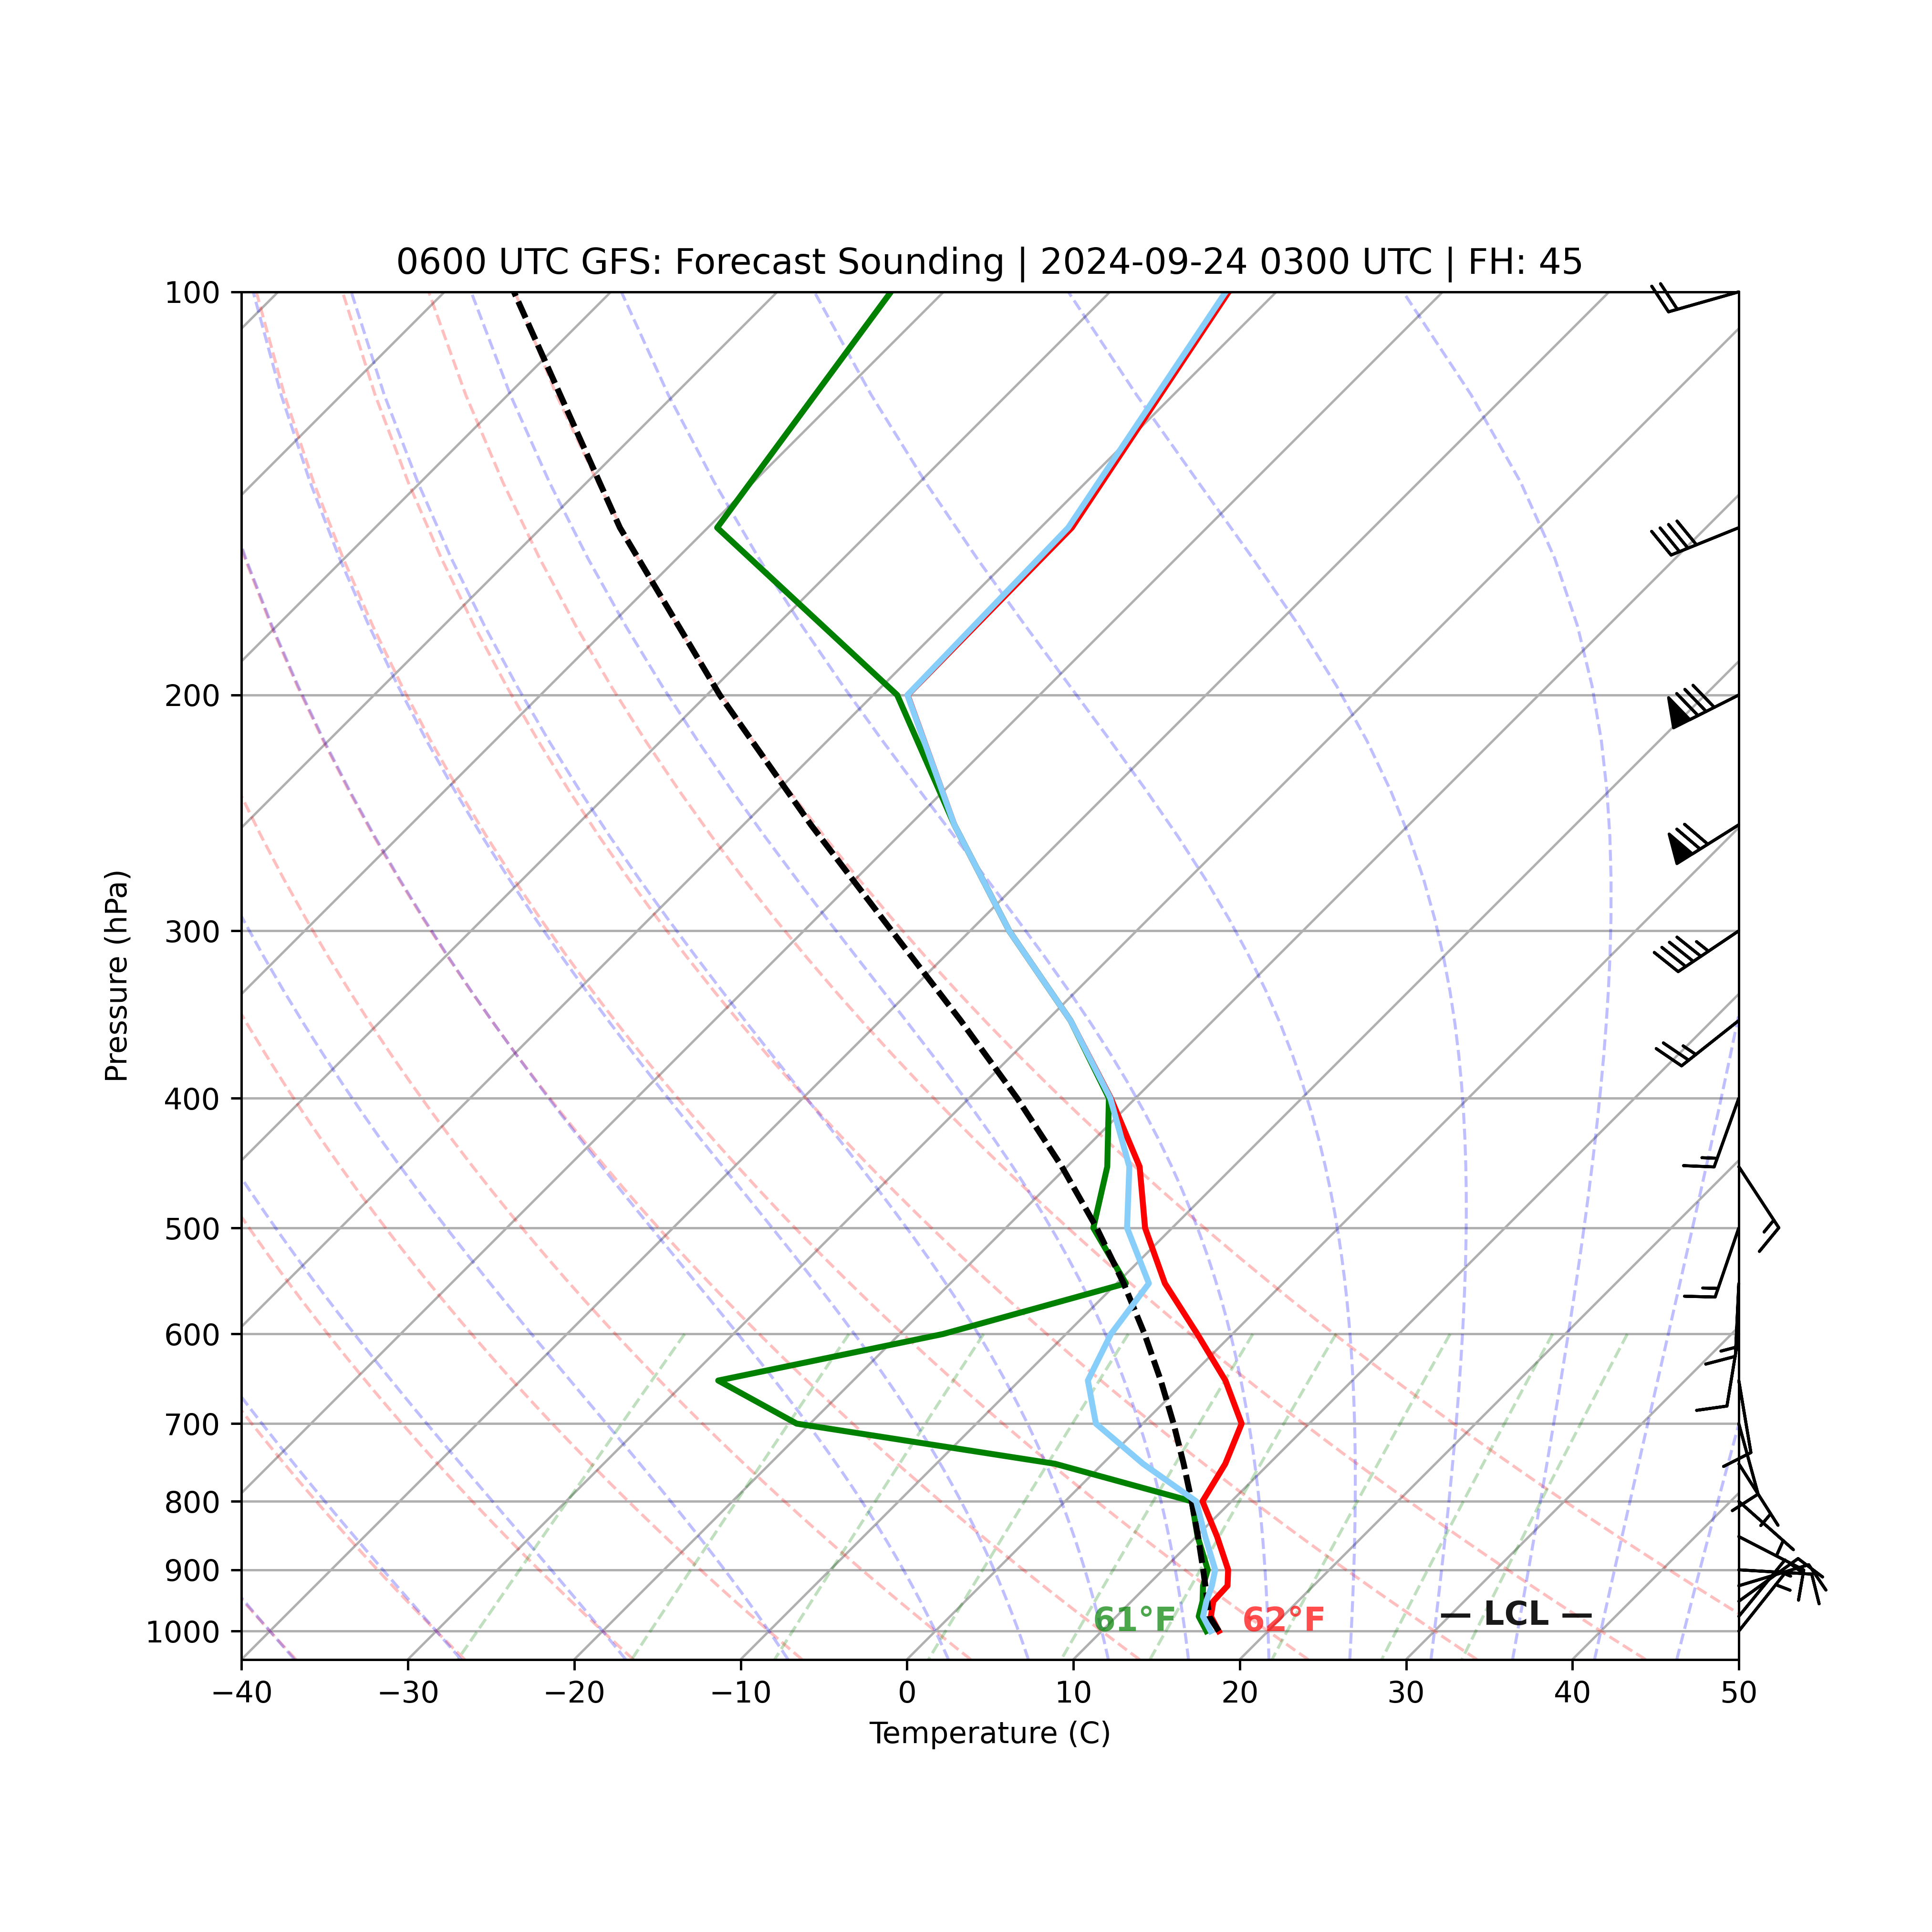 0600 UTC GFS: Forecast Sounding | 2024-09-24 0300 UTC | FH: 45
100
200
300
400
500
600
700
800
900
1000
Pressure (hPa)
61°F
62°F
— LCL —
−40 −30 −20 −10 0 10 20 30 40 50
Temperature (C)